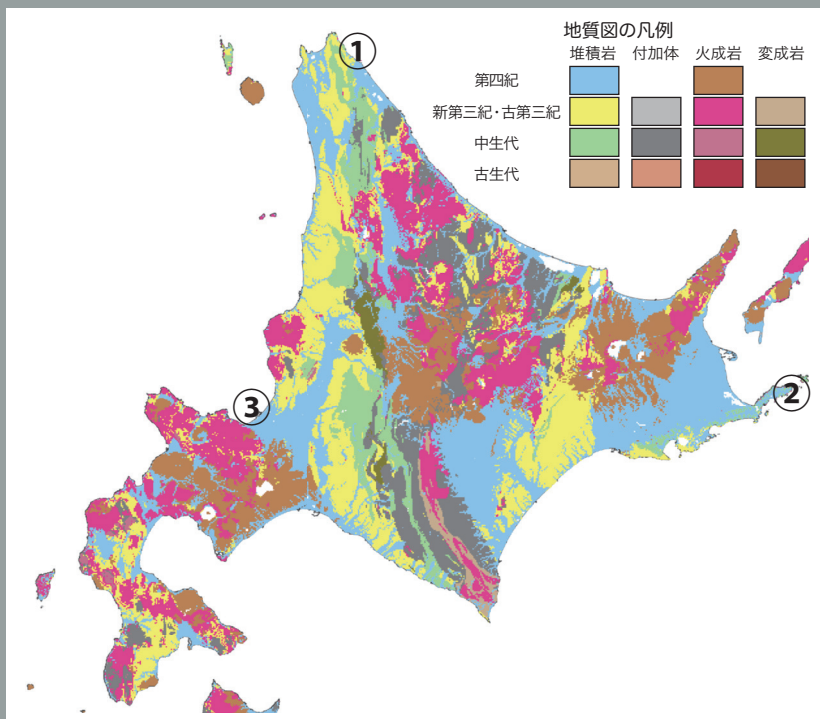 地質図の凡例
堆積岩 付加体 火成岩 変成岩
第四紀
新第三紀・古第三紀
中生代
古生代
①
②
③